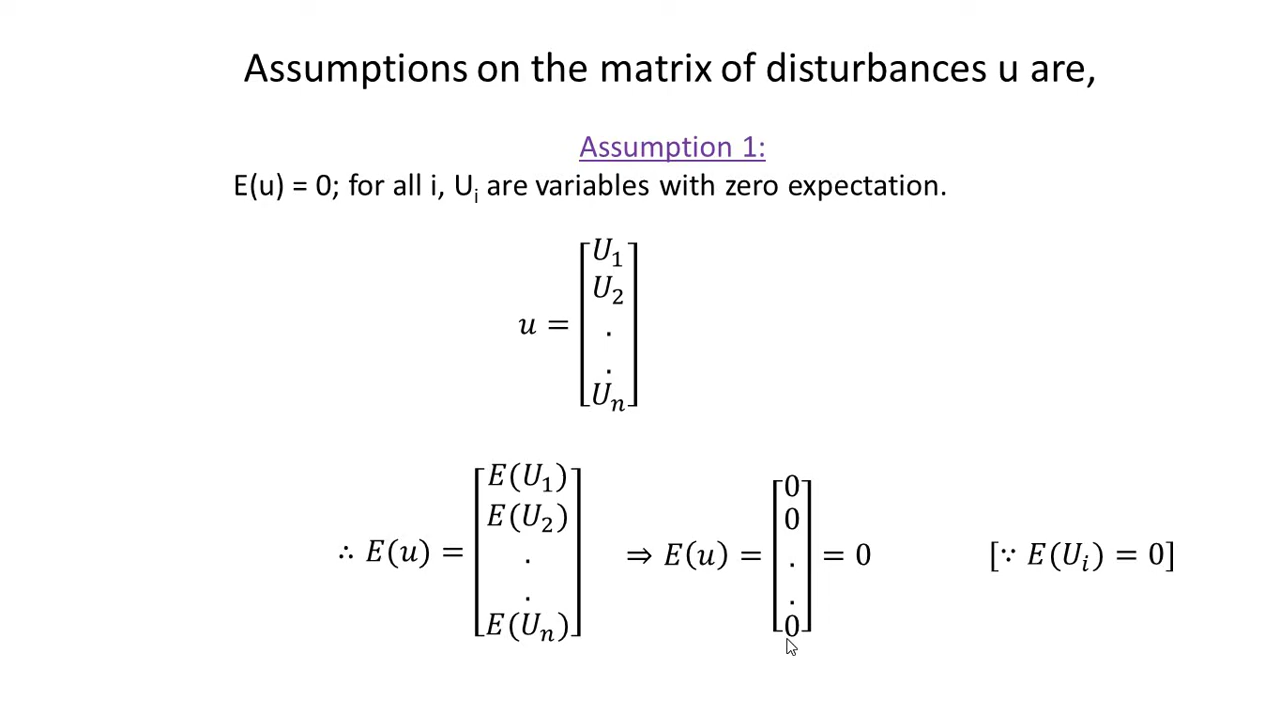 Assumptions on the matrix of disturbances u are,
Assumption 1:
E(u) = 0; for all i, Uᵢ are variables with zero expectation.
u = [U₁ U₂ . . Uₙ]
∴ E(u) = [E(U₁) E(U₂) . . E(Uₙ)] ⇒ E(u) = [0 0 . . 0] = 0 [∵ E(Uᵢ) = 0]